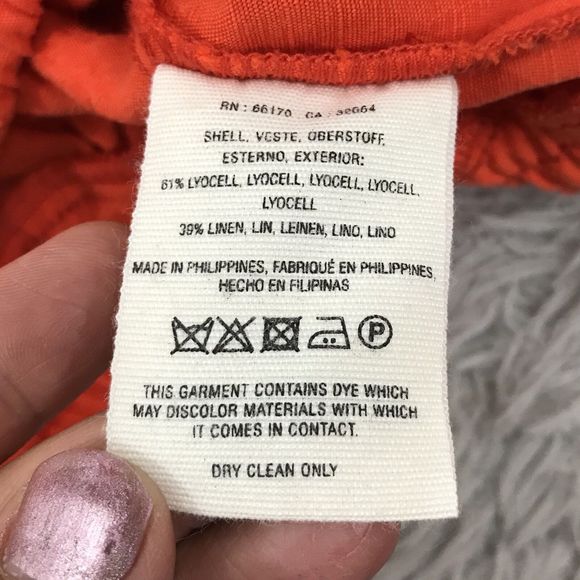 RN : 66170 CA :
SHELL, VESTE, OBERSTOFF,
ESTERNO, EXTERIOR:
61% LYOCELL, LYOCELL, LYOCELL, LYOCELL,
LYOCELL
39% LINEN, LIN, LEINEN, LINO, LINO
MADE IN PHILIPPINES, FABRIQUÉ EN PHILIPPINES,
HECHO EN FILIPINAS
P
THIS GARMENT CONTAINS DYE WHICH
MAY DISCOLOR MATERIALS WITH WHICH
IT COMES IN CONTACT.
DRY CLEAN ONLY